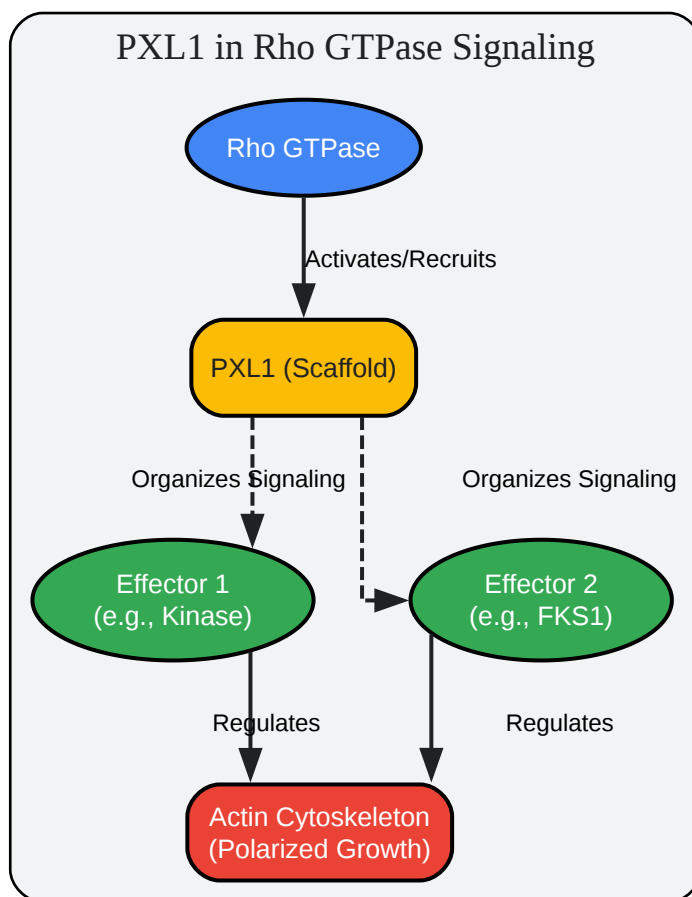 PXL1 in Rho GTPase Signaling
Rho GTPase
Activates/Recruits
PXL1 (Scaffold)
Organizes Signaling
Organizes Signaling
Effector 1
(e.g., Kinase)
Effector 2
(e.g., FKS1)
Regulates
Regulates
Actin Cytoskeleton
(Polarized Growth)